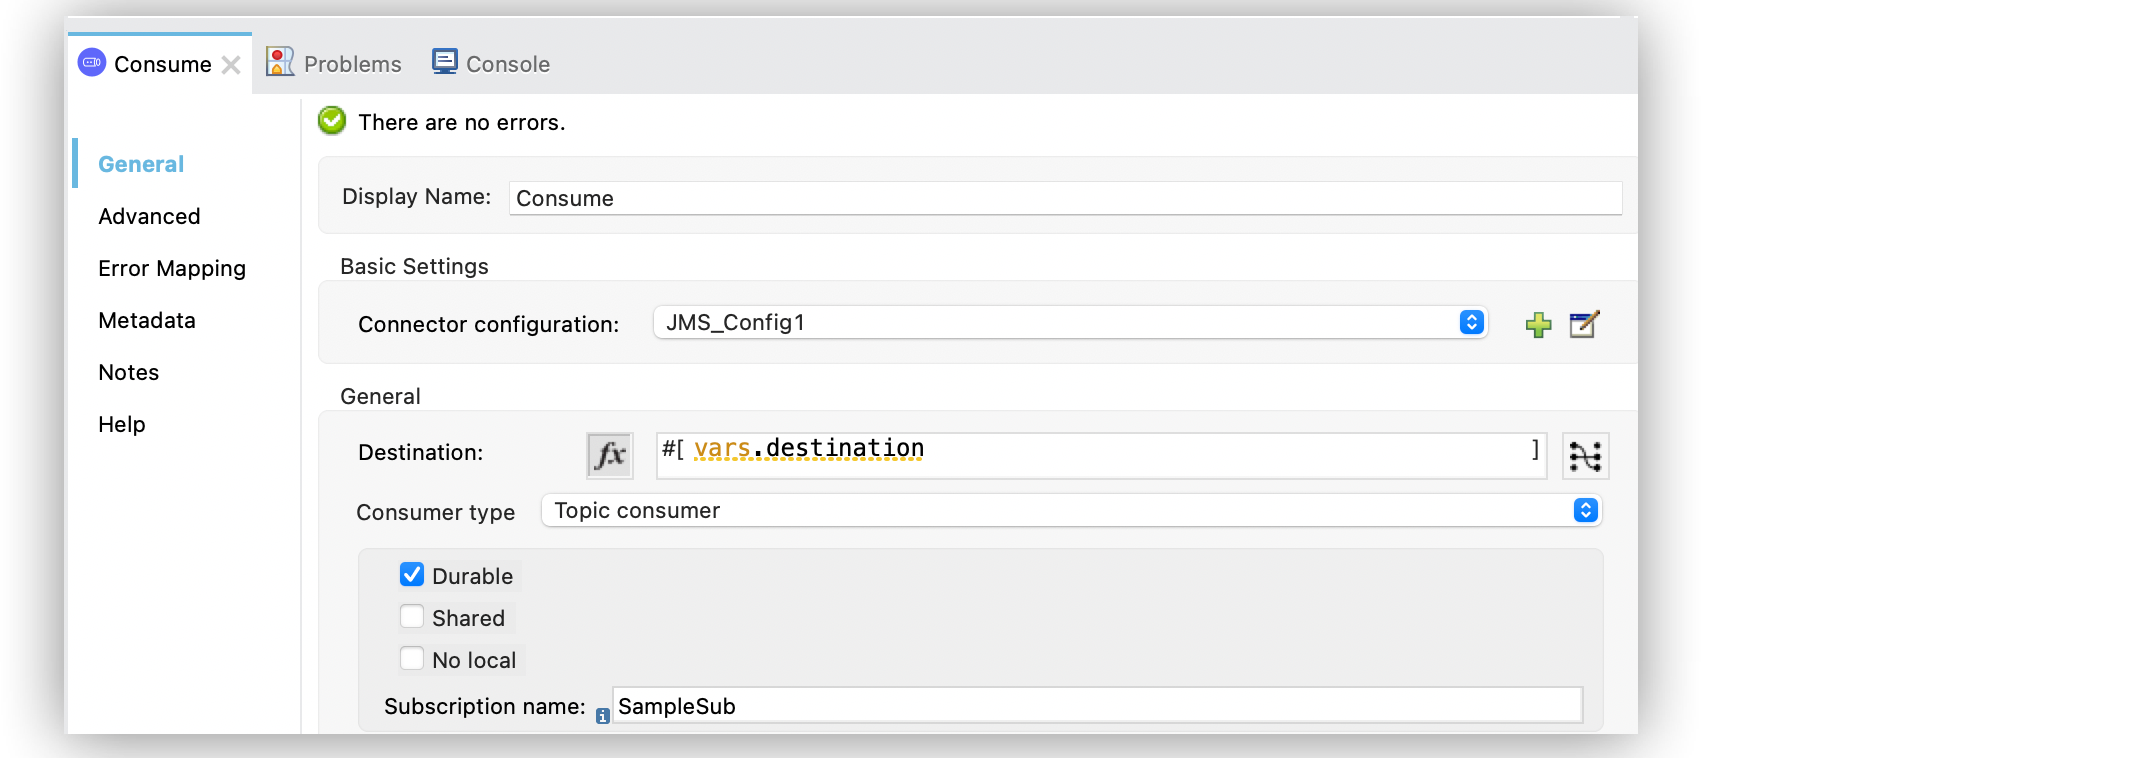 Consume
Problems
Console
General
Advanced
Error Mapping
Metadata
Notes
Help
There are no errors.
Display Name: Consume
Basic Settings
Connector configuration: JMS_Config1
General
Destination: fx #[ vars.destination ]
Consumer type Topic consumer
Durable
Shared
No local
Subscription name: i SampleSub